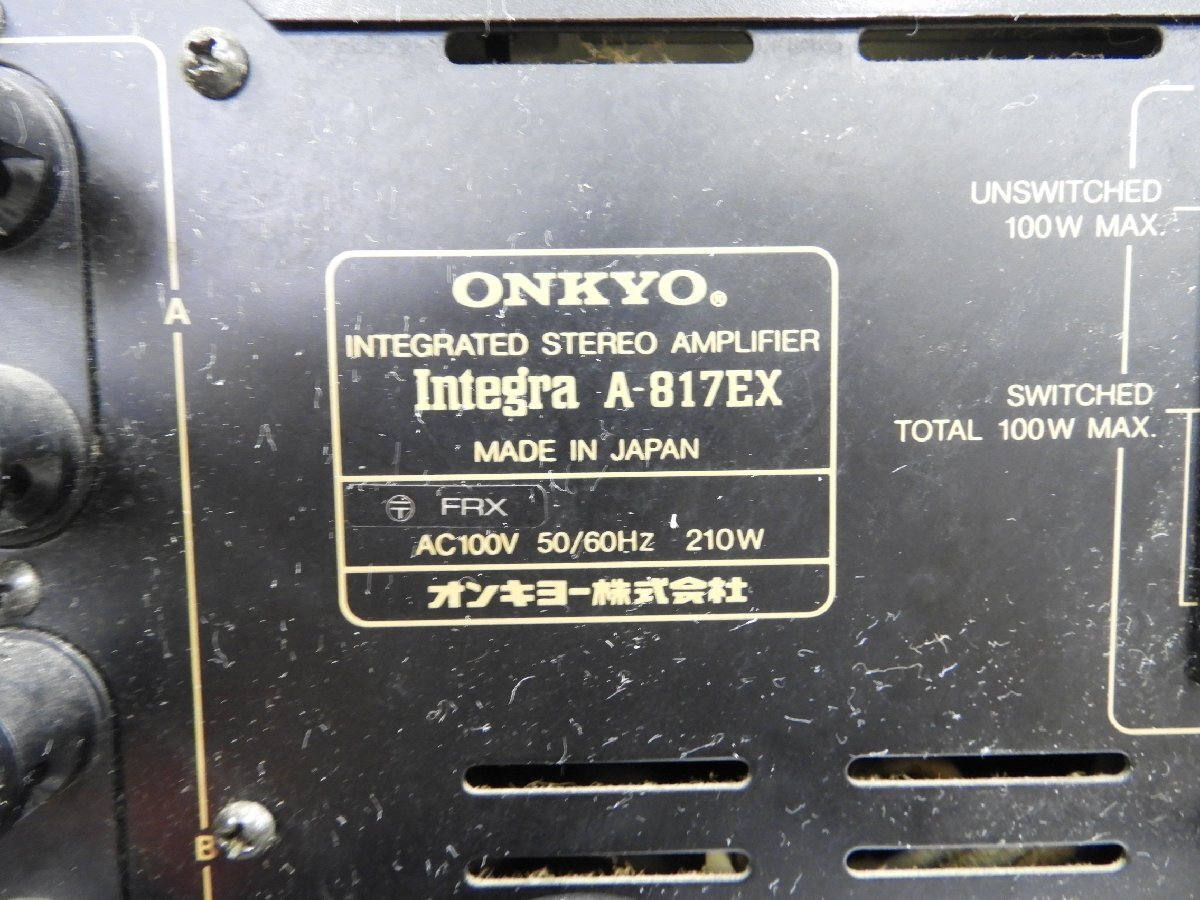 A
B
ONKYO®
INTEGRATED STEREO AMPLIFIER
Integra A-817EX
MADE IN JAPAN
FRX
AC100V 50/60Hz 210W
オンキヨー株式会社
UNSWITCHED
100W MAX.
SWITCHED
TOTAL 100W MAX.